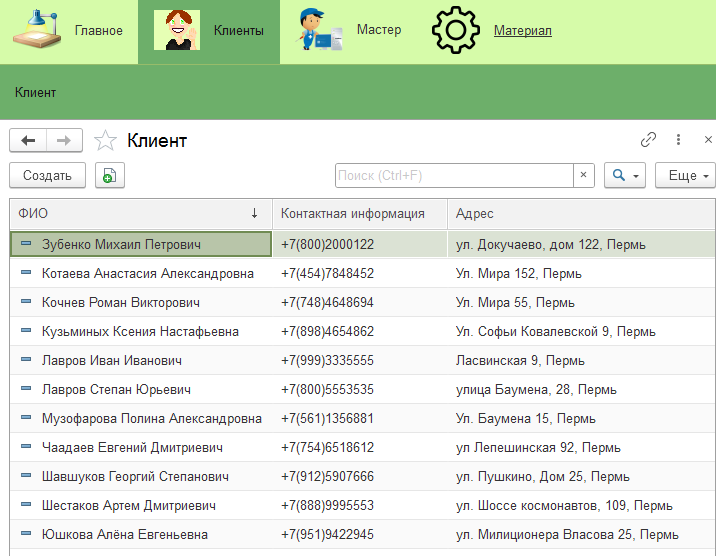 Главное Клиенты Мастер Материал
Клиент
Клиент
Создать Поиск (Ctrl+F) × Еще
ФИО ↓ Контактная информация Адрес
Зубенко Михаил Петрович +7(800)2000122 ул. Докучаево, дом 122, Пермь
Котаева Анастасия Александровна +7(454)7848452 Ул. Мира 152, Пермь
Кочнев Роман Викторович +7(748)4648694 Ул. Мира 55, Пермь
Кузьминых Ксения Настафьевна +7(898)4654862 Ул. Софьи Ковалевской 9, Пермь
Лавров Иван Иванович +7(999)3335555 Ласвинская 9, Пермь
Лавров Степан Юрьевич +7(800)5553535 улица Баумена, 28, Пермь
Музофарова Полина Александровна +7(561)1356881 Ул. Баумена 15, Пермь
Чаадаев Евгений Дмитриевич +7(754)6518612 ул Лепешинская 92, Пермь
Шавшуков Георгий Степанович +7(912)5907666 ул. Пушкино, Дом 25, Пермь
Шестаков Артем Дмитриевич +7(888)9995553 ул. Шоссе космонавтов, 109, Пермь
Юшкова Алёна Евгеньевна +7(951)9422945 ул. Милиционера Власова 25, Пермь